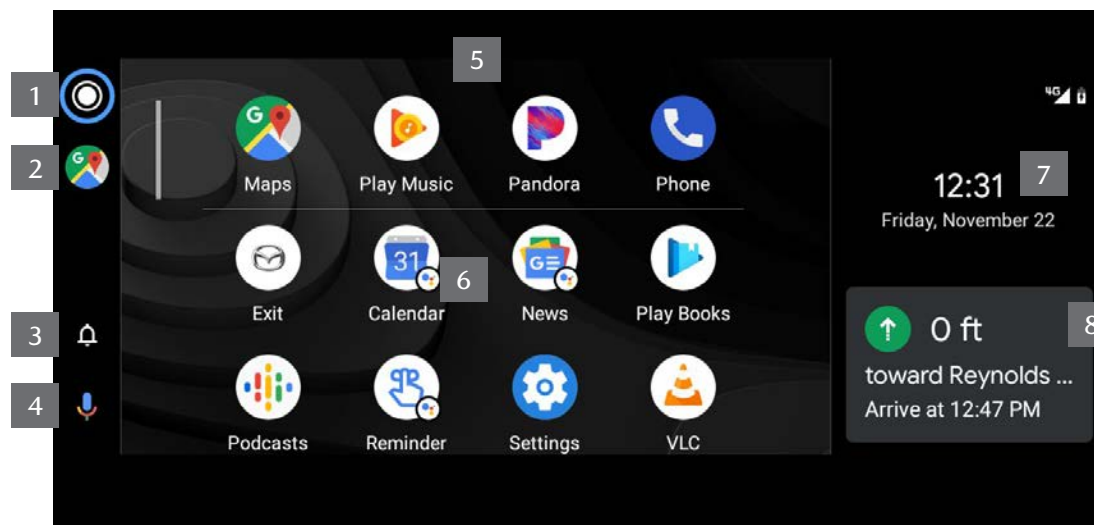 1
2
3
4
5
6
7
8
4G
G
Maps
Play Music
Pandora
Phone
12:31
Friday, November 22
G
31
G
Exit
Calendar
News
Play Books
0 ft
toward Reynolds ...
Arrive at 12:47 PM
Podcasts
Reminder
Settings
VLC